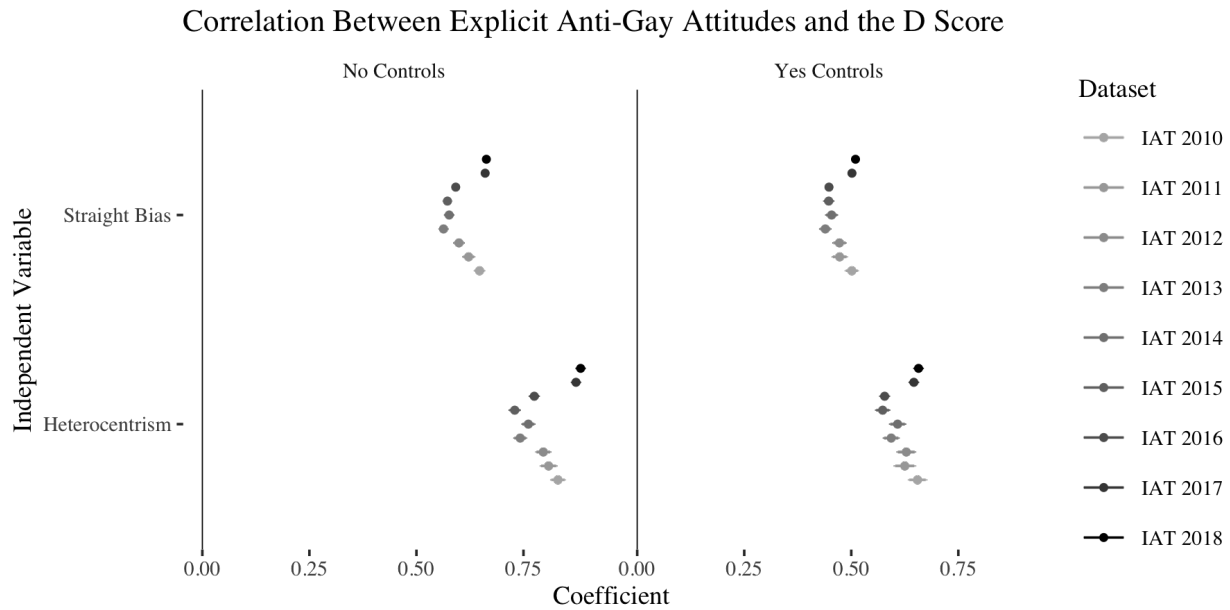 Correlation Between Explicit Anti-Gay Attitudes and the D Score
No Controls
Yes Controls
Independent Variable
Straight Bias
Heterocentrism
0.00 0.25 0.50 0.75 0.00 0.25 0.50 0.75
Coefficient
Dataset
IAT 2010
IAT 2011
IAT 2012
IAT 2013
IAT 2014
IAT 2015
IAT 2016
IAT 2017
IAT 2018